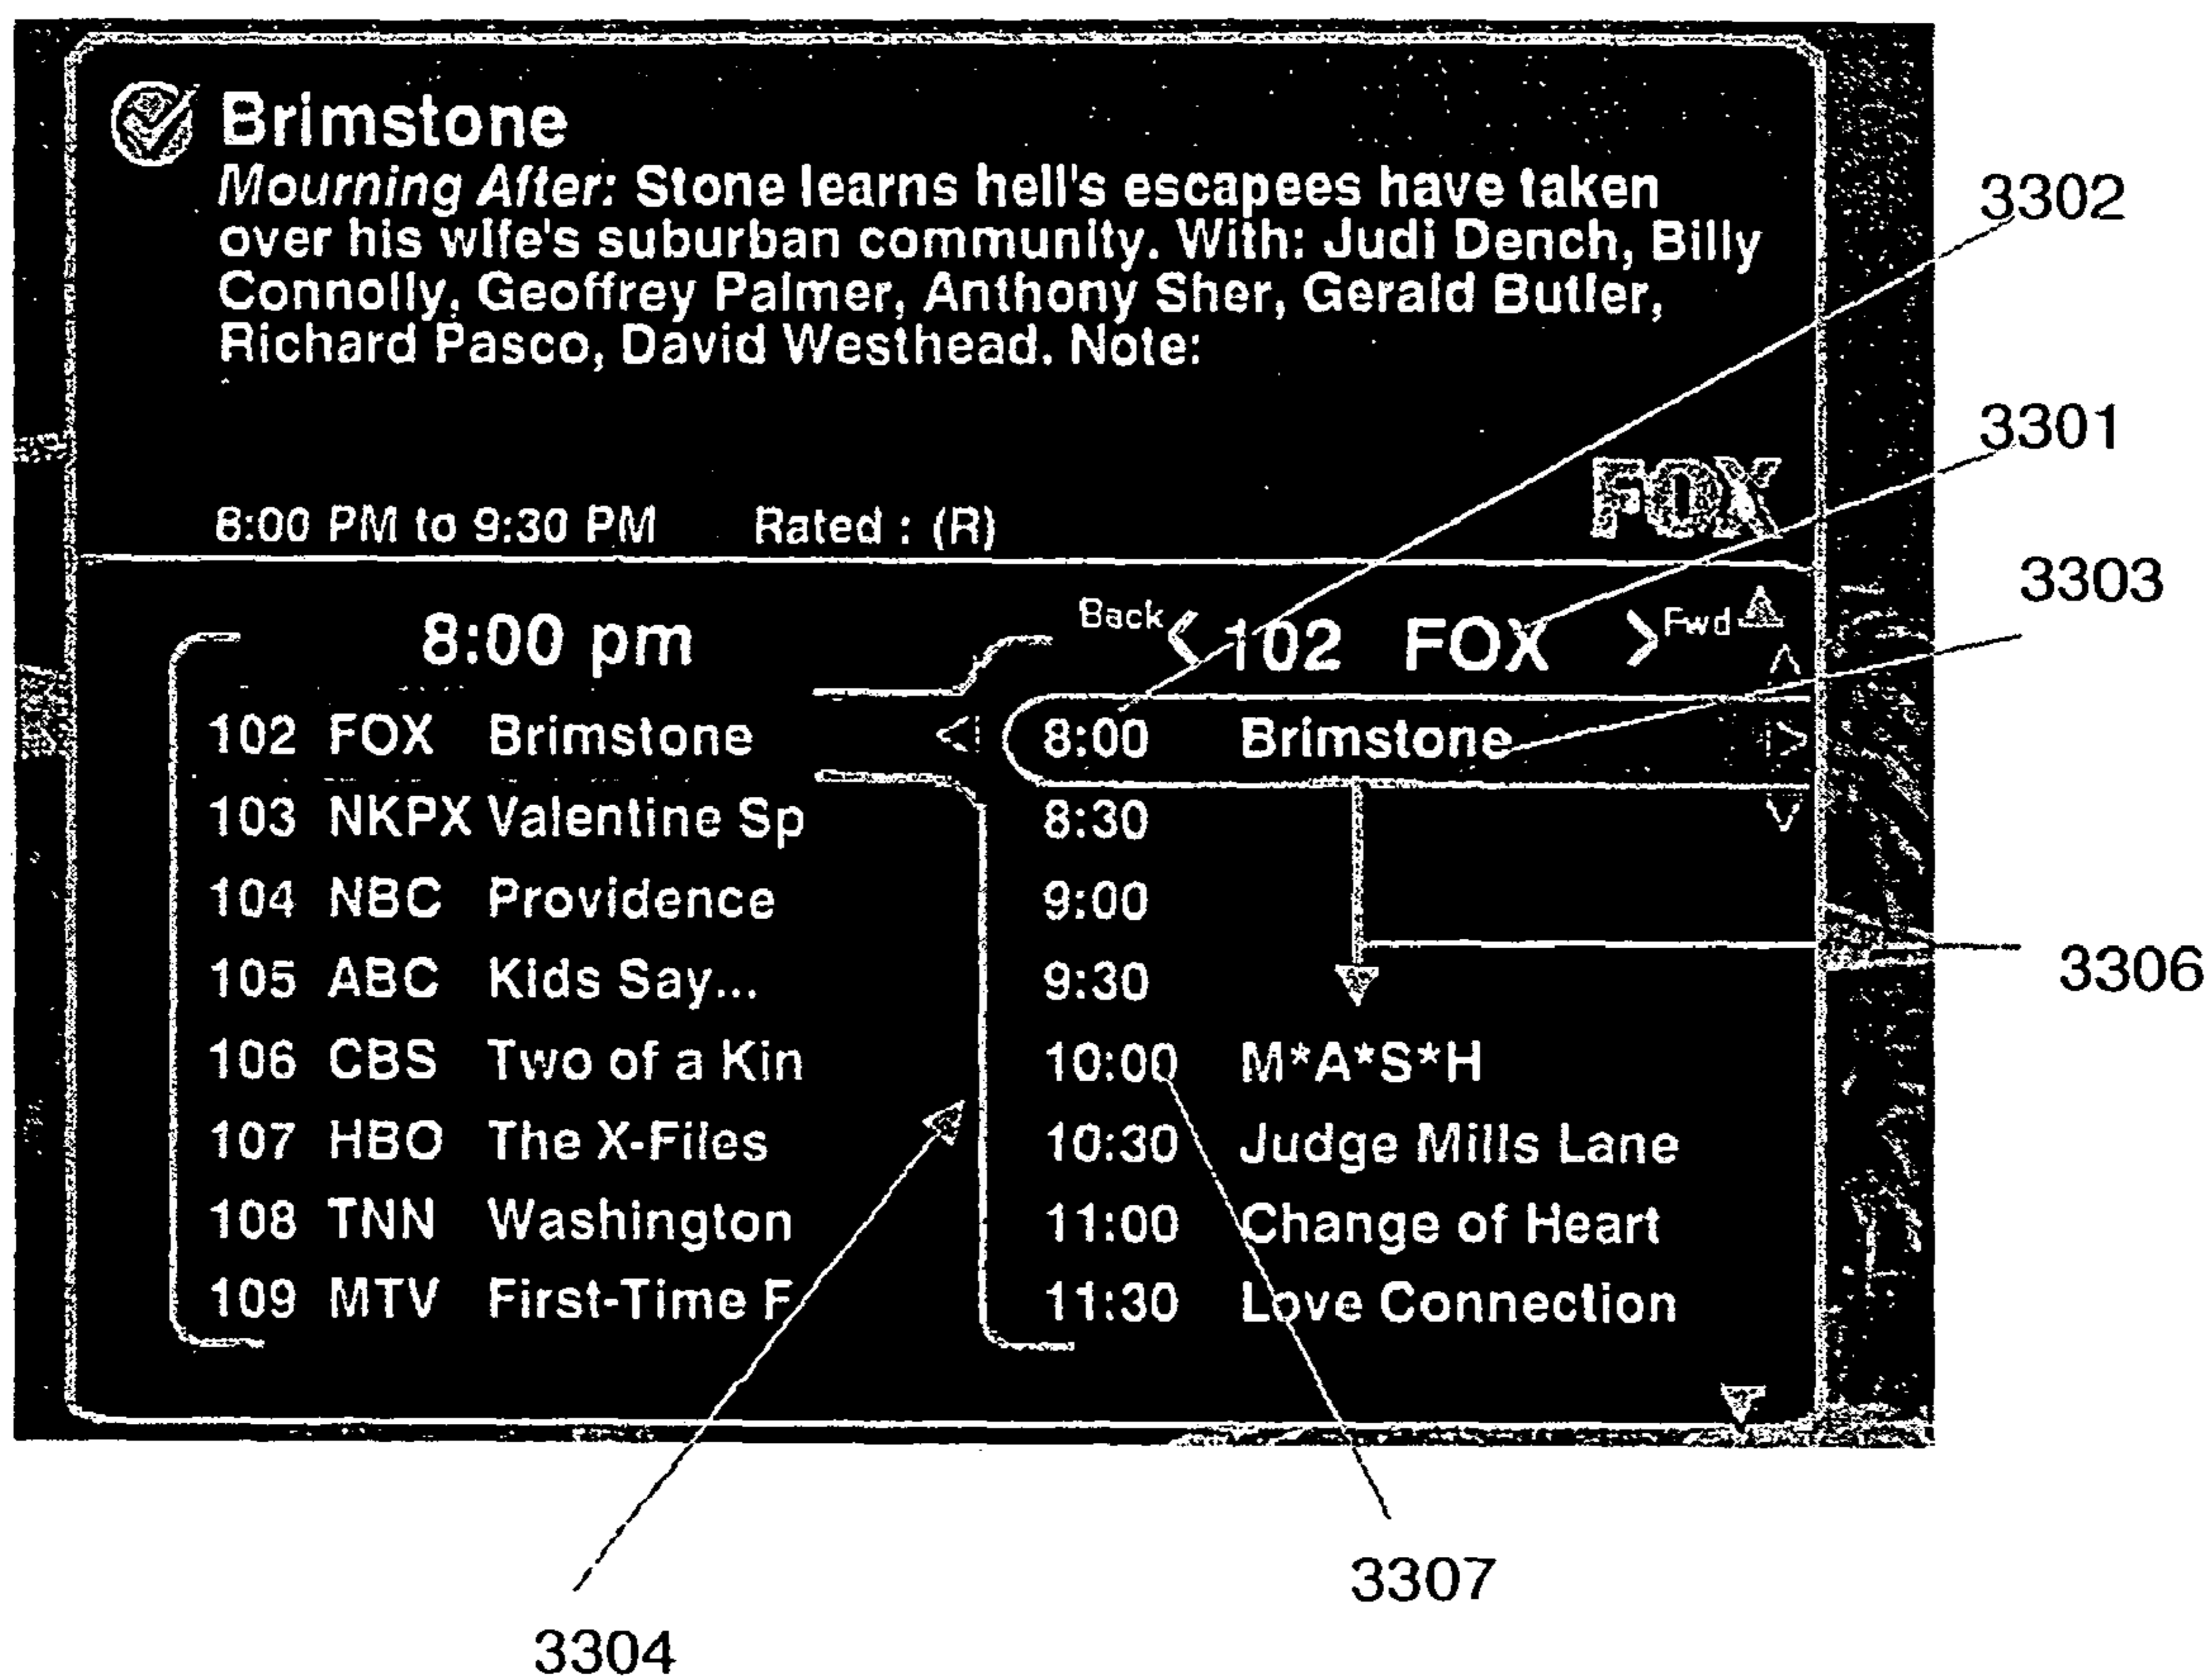 Brimstone
Mourning After: Stone learns hell's escapees have taken
over his wife's suburban community. With: Judi Dench, Billy
Connolly, Geoffrey Palmer, Anthony Sher, Gerald Butler,
Richard Pasco, David Westhead. Note:
FOX
8:00 PM to 9:30 PM Rated : (R)
8:00 pm
102 FOX Brimstone
103 NKPX Valentine Sp
104 NBC Providence
105 ABC Kids Say...
106 CBS Two of a Kin
107 HBO The X-Files
108 TNN Washington
109 MTV First-Time F
Back < 102 FOX > Fwd
8:00 Brimstone
8:30
9:00
9:30
10:00 M*A*S*H
10:30 Judge Mills Lane
11:00 Change of Heart
11:30 Love Connection
3302
3301
3303
3306
3307
3304